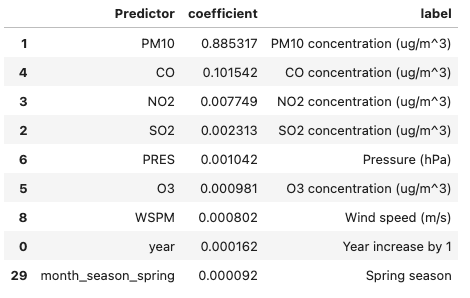 Predictor coefficient label
1 PM10 0.885317 PM10 concentration (ug/m^3)
4 CO 0.101542 CO concentration (ug/m^3)
3 NO2 0.007749 NO2 concentration (ug/m^3)
2 SO2 0.002313 SO2 concentration (ug/m^3)
6 PRES 0.001042 Pressure (hPa)
5 O3 0.000981 O3 concentration (ug/m^3)
8 WSPM 0.000802 Wind speed (m/s)
0 year 0.000162 Year increase by 1
29 month_season_spring 0.000092 Spring season